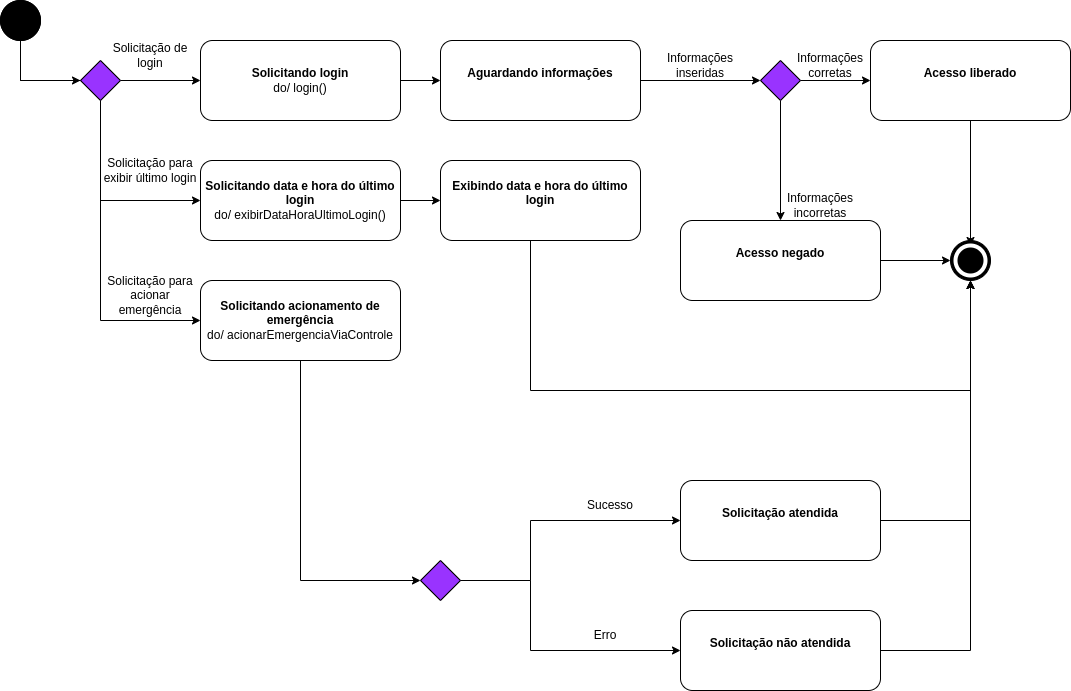 Solicitação de
login
Solicitando login
do/ login()
Aguardando informações
Informações
inseridas
Informações
corretas
Acesso liberado
Solicitação para
exibir último login
Solicitando data e hora do último
login
do/ exibirDataHoraUltimoLogin()
Exibindo data e hora do último
login
Informações
incorretas
Acesso negado
Solicitação para
acionar
emergência
Solicitando acionamento de
emergência
do/ acionarEmergenciaViaControle
Sucesso
Solicitação atendida
Erro
Solicitação não atendida